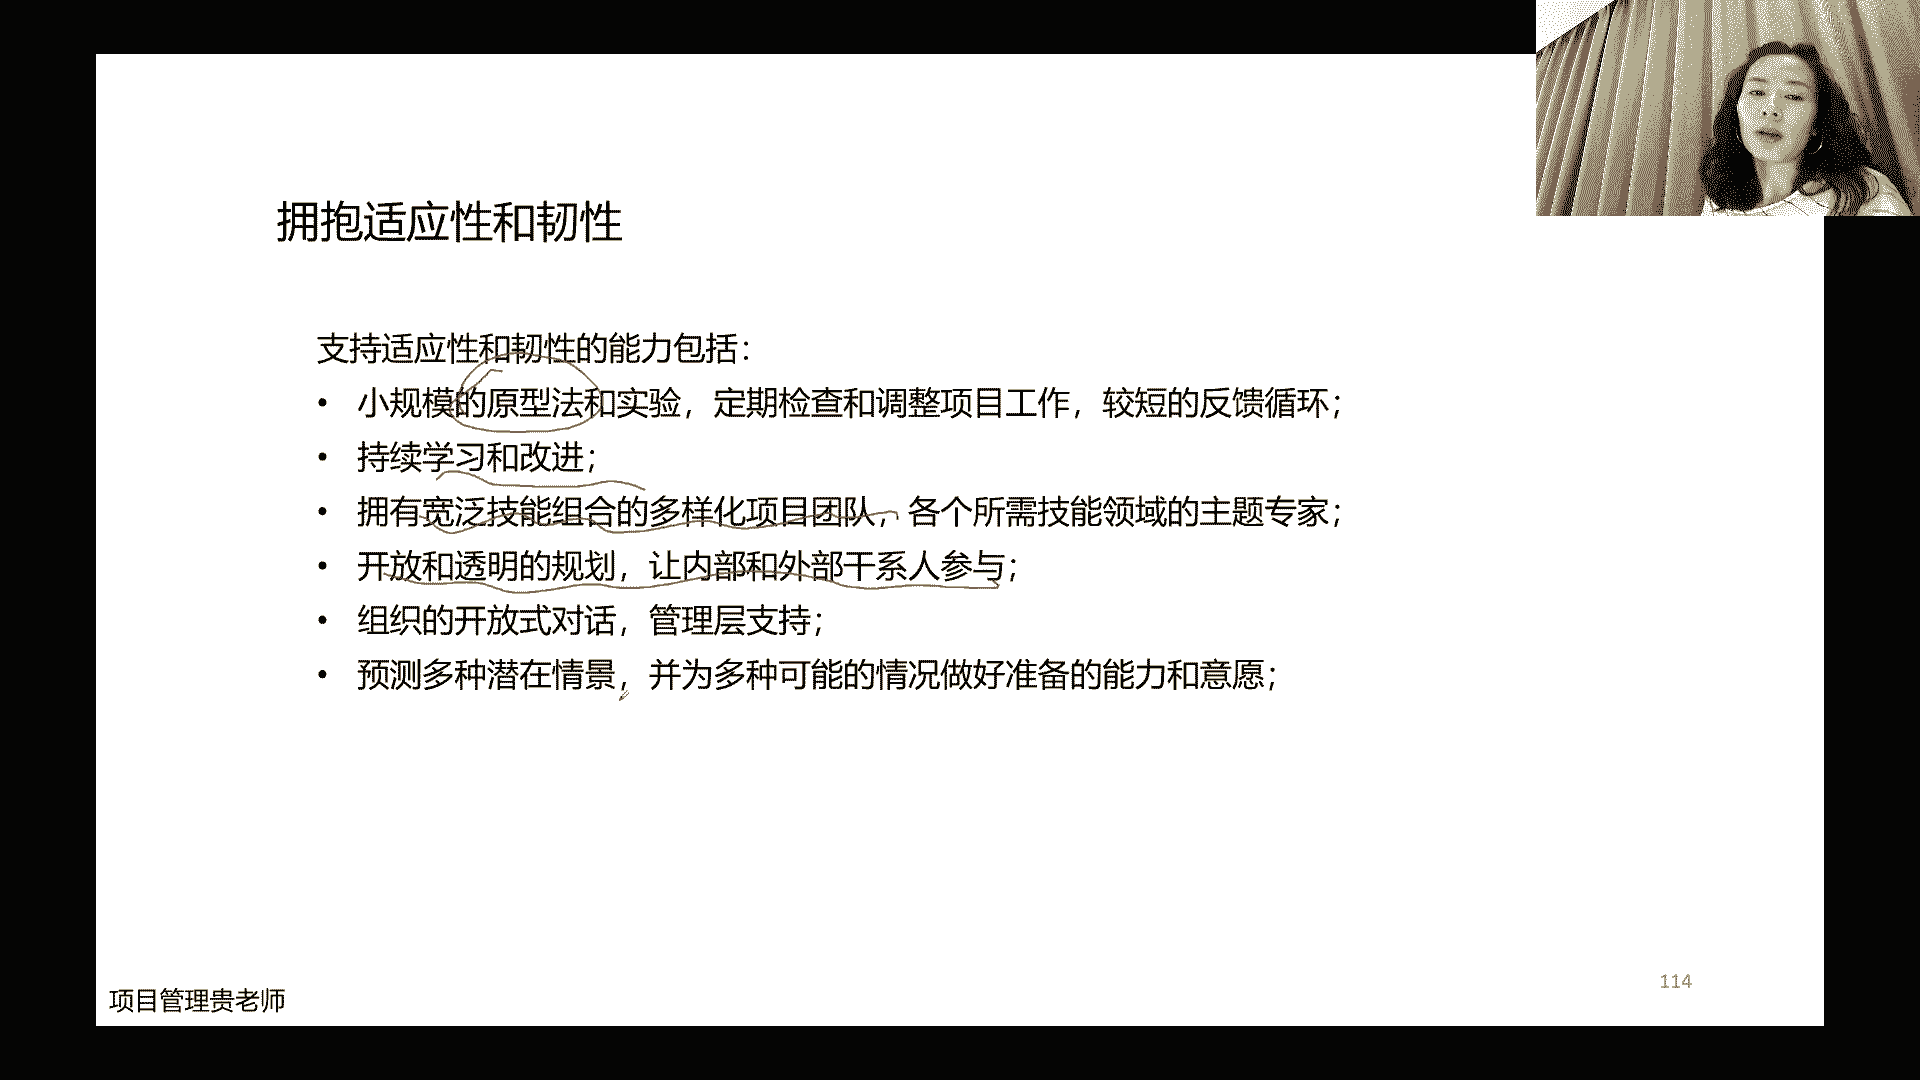 拥抱适应性和韧性
支持适应性和韧性的能力包括：
• 小规模的原型法和实验，定期检查和调整项目工作，较短的反馈循环；
• 持续学习和改进；
• 拥有宽泛技能组合的多样化项目团队，各个所需技能领域的主题专家；
• 开放和透明的规划，让内部和外部干系人参与；
• 组织的开放式对话，管理层支持；
• 预测多种潜在情景，并为多种可能的情况做好准备的能力和意愿；
114
项目管理贵老师